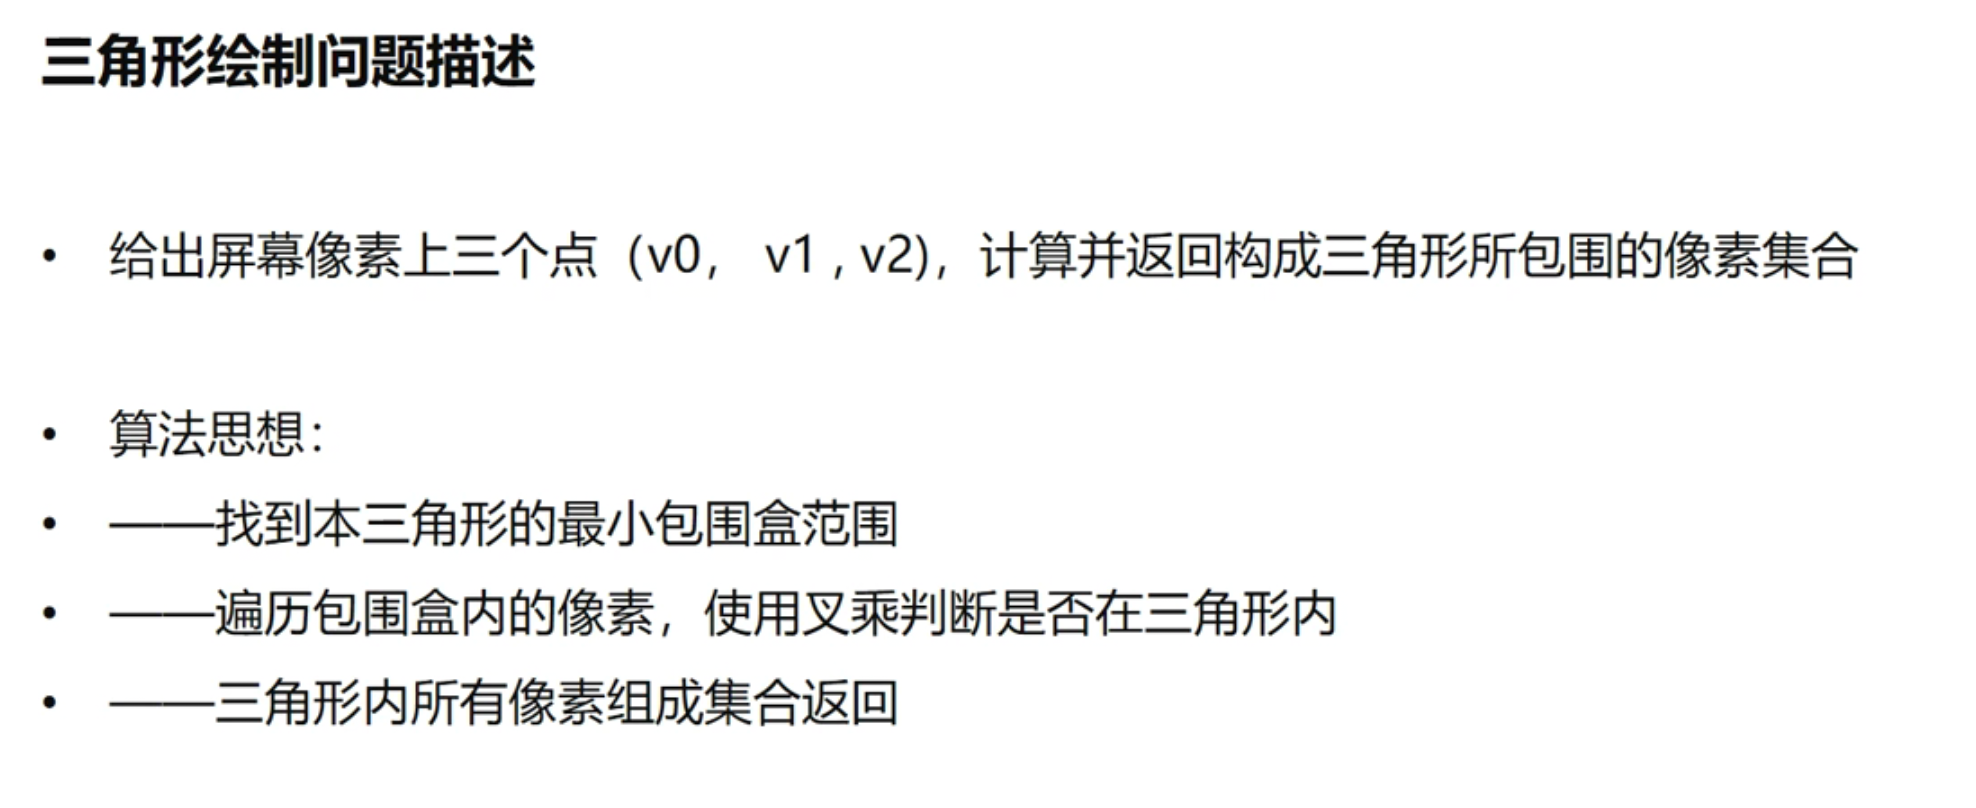 三角形绘制问题描述
• 给出屏幕像素上三个点（v0， v1 , v2)，计算并返回构成三角形所包围的像素集合
• 算法思想：
• ——找到本三角形的最小包围盒范围
• ——遍历包围盒内的像素，使用叉乘判断是否在三角形内
• ——三角形内所有像素组成集合返回